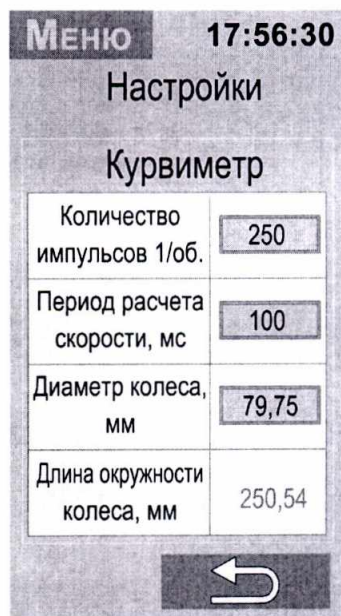 Меню 17:56:30
Настройки
Курвиметр
Количество
импульсов 1/об.
250
Период расчета
скорости, мс
100
Диаметр колеса,
мм
79,75
Длина окружности
колеса, мм
250,54